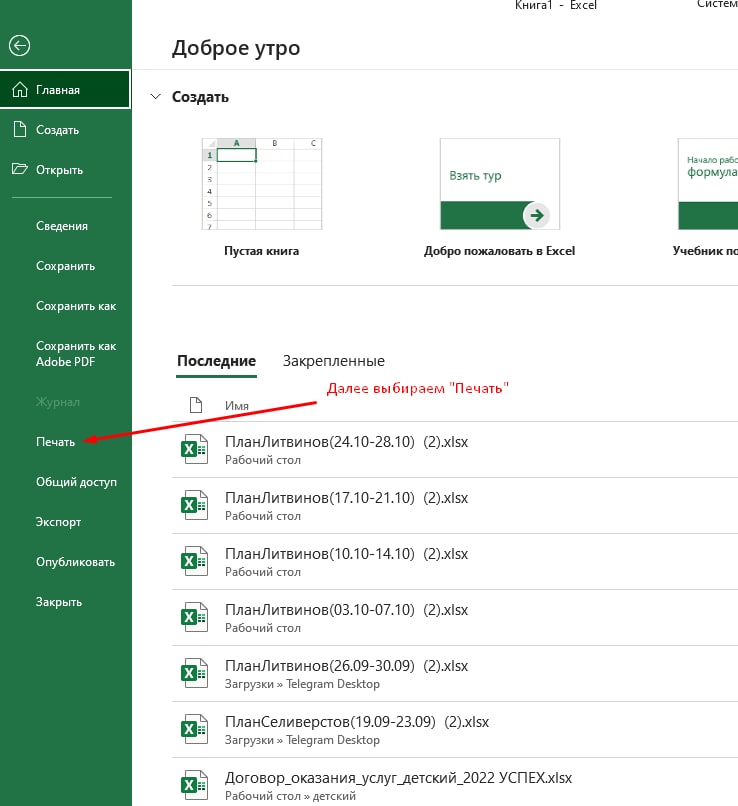 Книга1 - Excel
Систем
Доброе утро
Главная
Создать
Открыть
Сведения
Сохранить
Сохранить как
Сохранить как
Adobe PDF
Журнал
Печать
Общий доступ
Экспорт
Опубликовать
Закрыть
Создать
A B C
1
2
3
4
5
6
7
Пустая книга
Взять тур
Добро пожаловать в Excel
Начало рабо
формула
Учебник по
Последние Закрепленные
Далее выбираем "Печать"
Имя
ПланЛитвинов(24.10-28.10) (2).xlsx
Рабочий стол
ПланЛитвинов(17.10-21.10) (2).xlsx
Рабочий стол
ПланЛитвинов(10.10-14.10) (2).xlsx
Рабочий стол
ПланЛитвинов(03.10-07.10) (2).xlsx
Рабочий стол
ПланЛитвинов(26.09-30.09) (2).xlsx
Загрузки » Telegram Desktop
ПланСеливерстов(19.09-23.09) (2).xlsx
Загрузки » Telegram Desktop
Договор_оказания_услуг_детский_2022 УСПЕХ.xlsx
Рабочий стол » детский